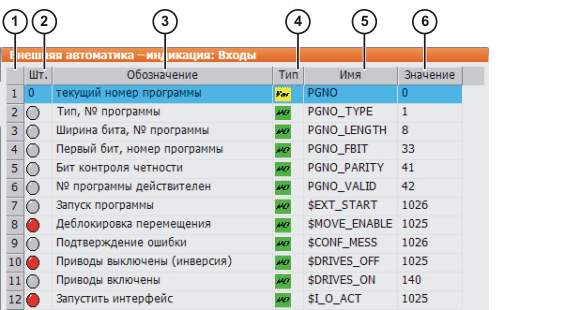 1 2 3 4 5 6
Внешняя автоматика – индикация: Входы
Шт. Обозначение Тип Имя Значение
1 0 текущий номер программы Var PGNO 0
2 Тип, № программы I/O PGNO_TYPE 1
3 Ширина бита, № программы I/O PGNO_LENGTH 8
4 Первый бит, номер программы I/O PGNO_FBIT 33
5 Бит контроля четности I/O PGNO_PARITY 41
6 № программы действителен I/O PGNO_VALID 42
7 Запуск программы I/O $EXT_START 1026
8 Деблокировка перемещения I/O $MOVE_ENABLE 1025
9 Подтверждение ошибки I/O $CONF_MESS 1026
10 Приводы выключены (инверсия) I/O $DRIVES_OFF 1025
11 Приводы включены I/O $DRIVES_ON 140
12 Запустить интерфейс I/O $I_O_ACT 1025